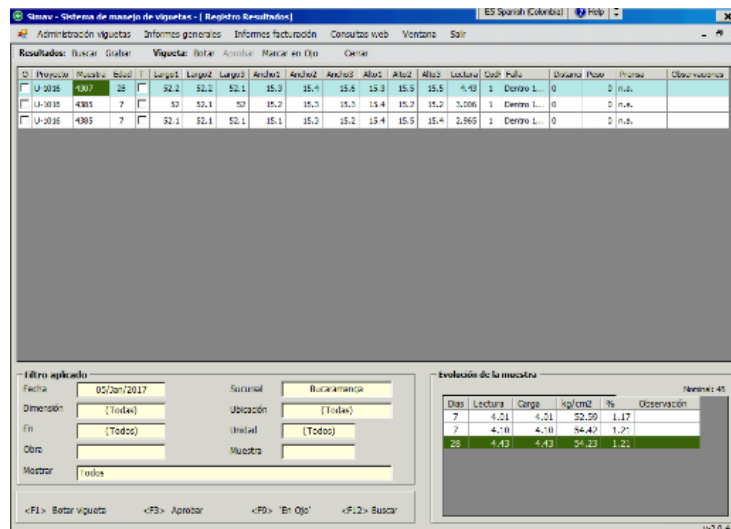 Simav - Sistema de manejo de viguetas - [ Registro Resultados]
ES Spanish (Colombia) Help
Administración viguetas Informes generales Informes facturación Consultas web Ventana Salir
Resultados: Buscar Grabar Vigueta: Botar Aprobar Marcar en Ojo Cerrar
O Proyecto Muestra Edad T Largo1 Largo2 Largo3 Ancho1 Ancho2 Ancho3 Alto1 Alto2 Alto3 Lectura Codi Falla Distanci Peso Prensa Observaciones
U-1016 4307 28 52.2 52.2 52.1 15.3 15.4 15.6 15.3 15.5 15.5 4.43 1 Dentro 1... 0 0 n.a.
U-1016 4385 7 52 52.1 52 15.2 15.3 15.3 15.4 15.2 15.2 3.006 1 Dentro 1... 0 0 n.a.
U-1016 4385 7 52.1 52.1 52.1 15.1 15.3 15.2 15.4 15.5 15.4 2.965 1 Dentro 1... 0 0 n.a.
Filtro aplicado
Fecha 05/Jan/2017 Sucursal Bucaramanga
Dimensión (Todas) Ubicación (Todas)
En (Todos) Unidad (Todos)
Obra Muestra
Mostrar Todos
<F1> Botar vigueta <F3> Aprobar <F9> 'En Ojo' <F12> Buscar
Evolución de la muestra
Nominal: 45
Dias Lectura Carga kg/cm2 % Observación
7 4.01 4.01 52.59 1.17
7 4.10 4.10 54.42 1.21
28 4.43 4.43 54.23 1.21